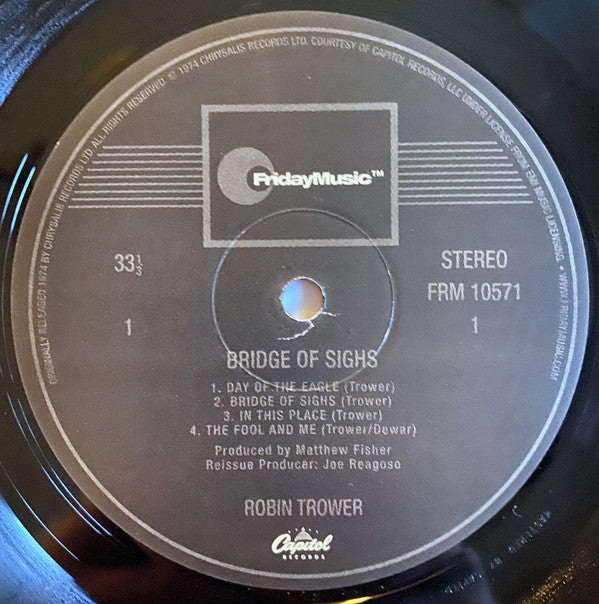 ORIGINALLY RELEASED 1974 BY CHRYSALIS RECORDS LTD. ALL RIGHTS RESERVED. © 1974 CHRYSALIS RECORDS LTD. COURTESY OF CAPITOL RECORDS, LLC UNDER LICENSE FROM EMI MUSIC LICENSING. • WWW.FRIDAYMUSIC.COM
FridayMusic™
33⅓
STEREO
FRM 10571
1
1
BRIDGE OF SIGHS
1. DAY OF THE EAGLE (Trower)
2. BRIDGE OF SIGHS (Trower)
3. IN THIS PLACE (Trower)
4. THE FOOL AND ME (Trower/Dewar)
Produced by Matthew Fisher
Reissue Producer: Joe Reagoso
ROBIN TROWER
Capitol
RECORDS